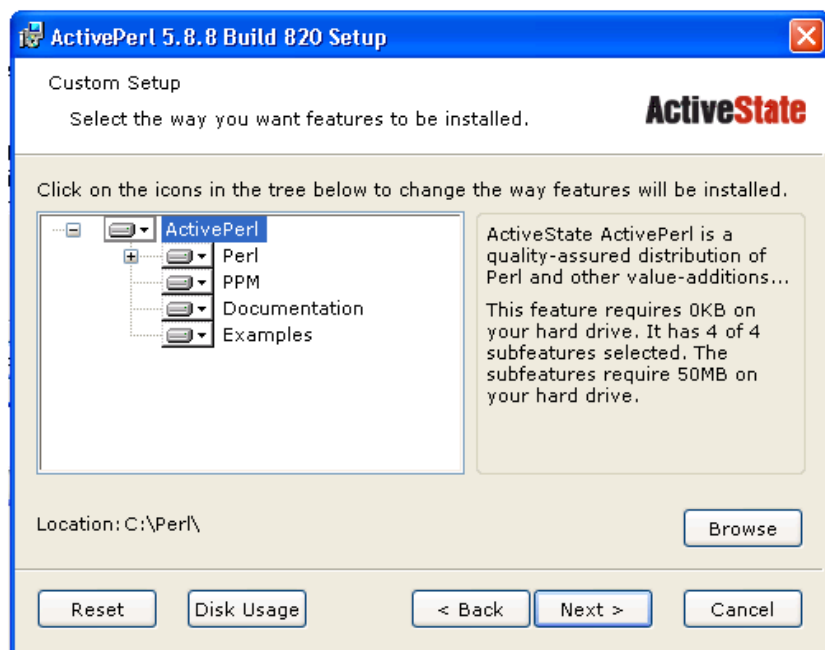 ActivePerl 5.8.8 Build 820 Setup
Custom Setup
Select the way you want features to be installed.
ActiveState
Click on the icons in the tree below to change the way features will be installed.
ActivePerl
Perl
PPM
Documentation
Examples
ActiveState ActivePerl is a
quality-assured distribution of
Perl and other value-additions...
This feature requires 0KB on
your hard drive. It has 4 of 4
subfeatures selected. The
subfeatures require 50MB on
your hard drive.
Location: C:\Perl\
Browse
Reset
Disk Usage
< Back
Next >
Cancel